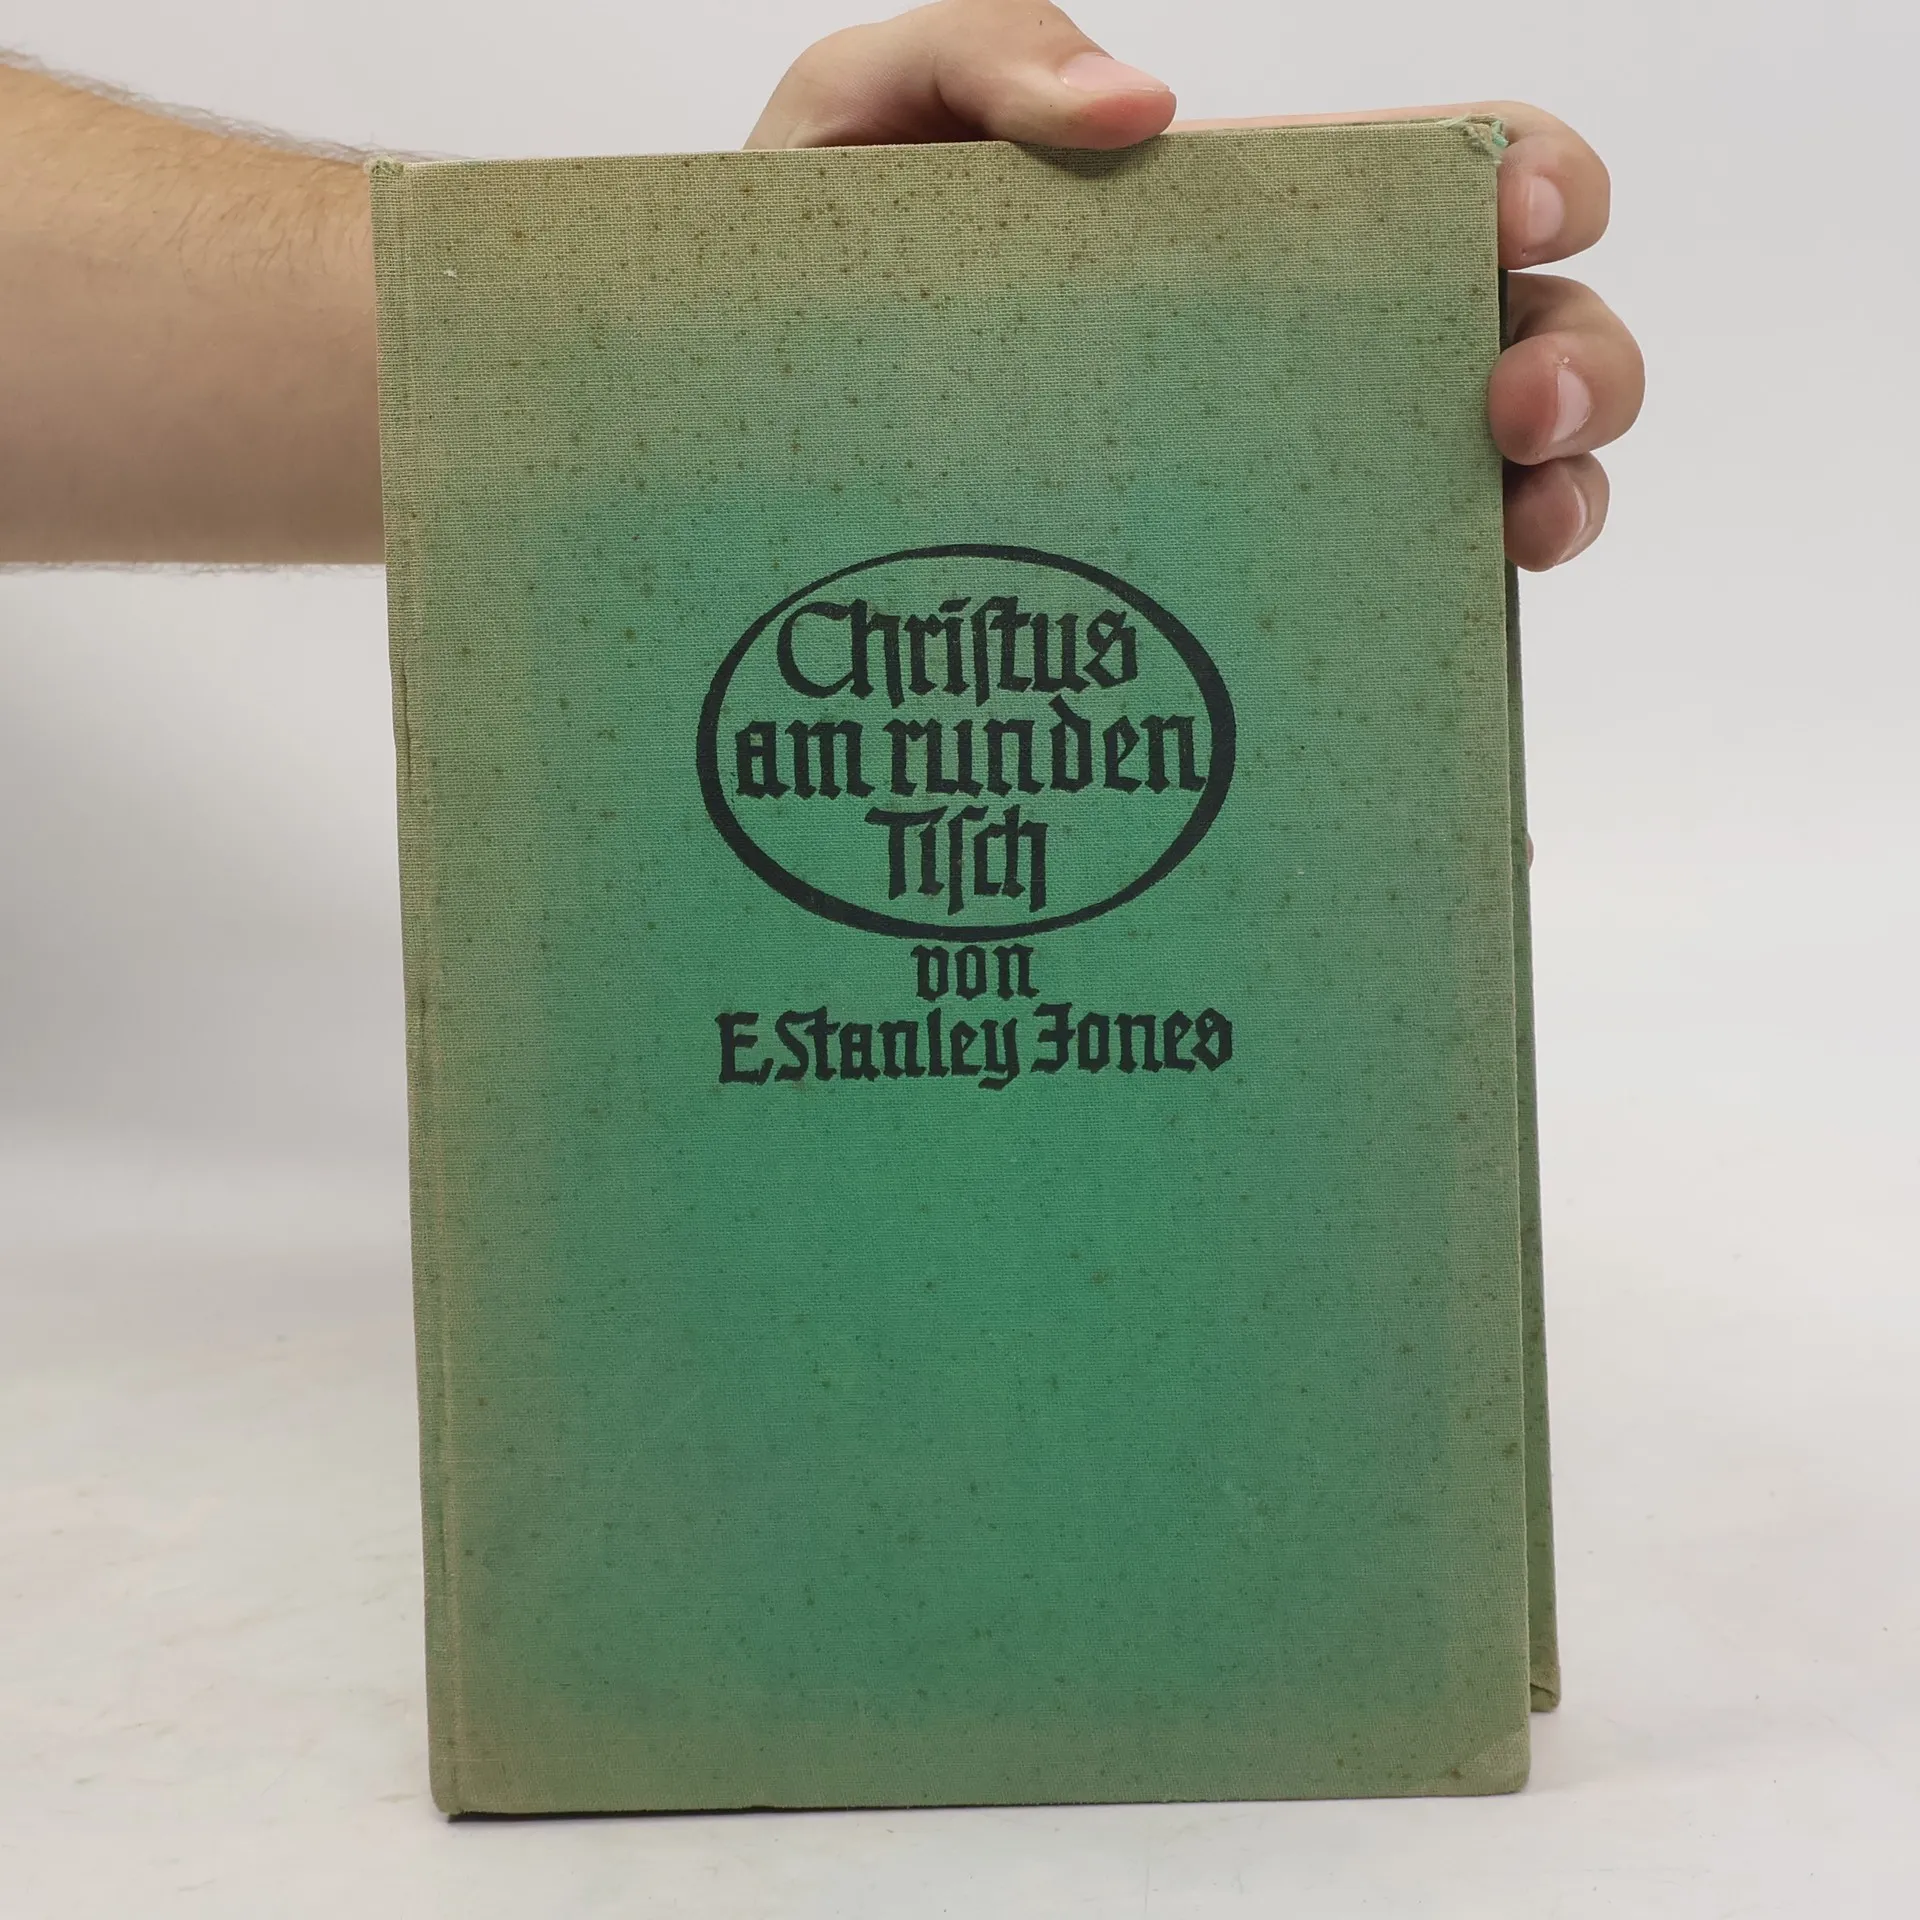 Chriſtus
am runden
Tiſch
von
E. Stanley Jones